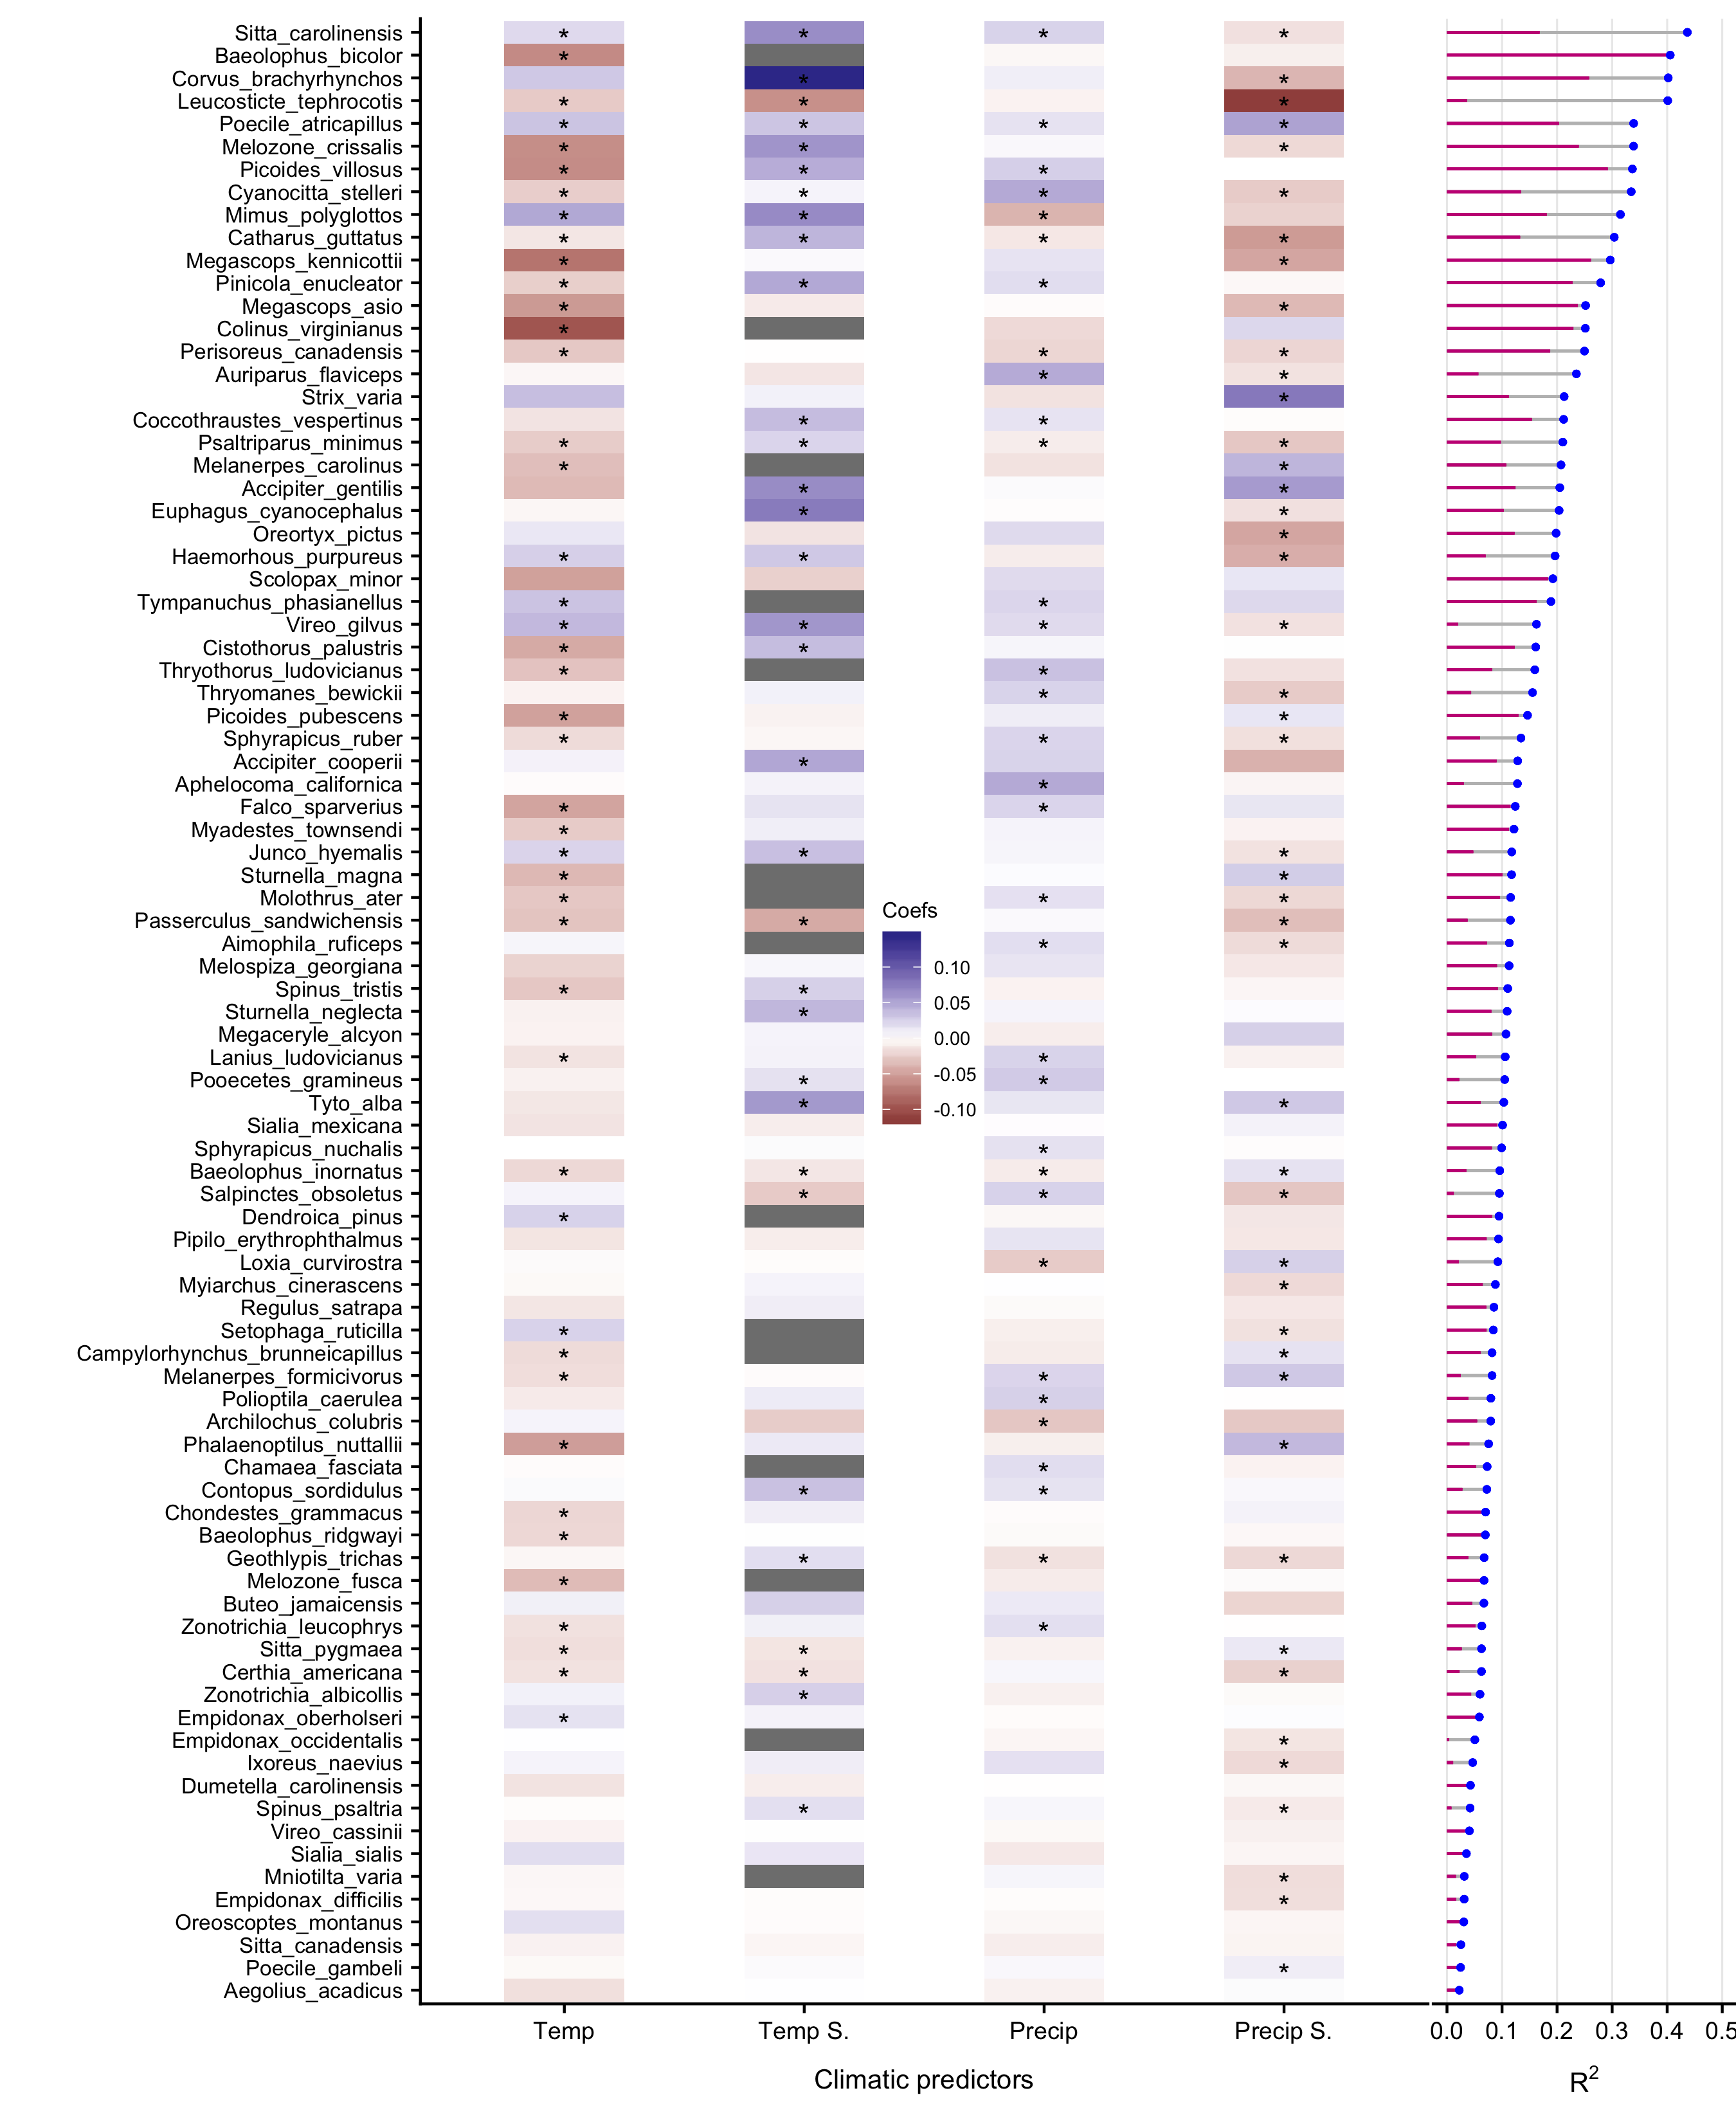 Sitta_carolinensis * * * *
Baeolophus_bicolor *
Corvus_brachyrhynchos * *
Leucosticte_tephrocotis * * *
Poecile_atricapillus * * * *
Melozone_crissalis * * *
Picoides_villosus * * *
Cyanocitta_stelleri * * * *
Mimus_polyglottos * * *
Catharus_guttatus * * * *
Megascops_kennicottii * *
Pinicola_enucleator * * *
Megascops_asio * *
Colinus_virginianus *
Perisoreus_canadensis * * *
Auriparus_flaviceps * *
Strix_varia *
Coccothraustes_vespertinus * *
Psaltriparus_minimus * * * *
Melanerpes_carolinus * *
Accipiter_gentilis * *
Euphagus_cyanocephalus * *
Oreortyx_pictus *
Haemorhous_purpureus * * *
Scolopax_minor
Tympanuchus_phasianellus * *
Vireo_gilvus * * * *
Cistothorus_palustris * *
Thryothorus_ludovicianus * *
Thryomanes_bewickii * *
Picoides_pubescens * *
Sphyrapicus_ruber * * *
Accipiter_cooperii *
Aphelocoma_californica *
Falco_sparverius * *
Myadestes_townsendi *
Junco_hyemalis * * *
Sturnella_magna * *
Molothrus_ater * * *
Passerculus_sandwichensis * * *
Aimophila_ruficeps * *
Melospiza_georgiana
Spinus_tristis * *
Sturnella_neglecta *
Megaceryle_alcyon
Lanius_ludovicianus * *
Pooecetes_gramineus * *
Tyto_alba * *
Sialia_mexicana
Sphyrapicus_nuchalis *
Baeolophus_inornatus * * * *
Salpinctes_obsoletus * * *
Dendroica_pinus *
Pipilo_erythrophthalmus
Loxia_curvirostra * *
Myiarchus_cinerascens *
Regulus_satrapa
Setophaga_ruticilla * *
Campylorhynchus_brunneicapillus * *
Melanerpes_formicivorus * * *
Polioptila_caerulea *
Archilochus_colubris *
Phalaenoptilus_nuttallii * *
Chamaea_fasciata *
Contopus_sordidulus * *
Chondestes_grammacus *
Baeolophus_ridgwayi *
Geothlypis_trichas * * *
Melozone_fusca *
Buteo_jamaicensis
Zonotrichia_leucophrys * *
Sitta_pygmaea * * *
Certhia_americana * * *
Zonotrichia_albicollis *
Empidonax_oberholseri *
Empidonax_occidentalis *
Ixoreus_naevius *
Dumetella_carolinensis
Spinus_psaltria * *
Vireo_cassinii
Sialia_sialis
Mniotilta_varia *
Empidonax_difficilis *
Oreoscoptes_montanus
Sitta_canadensis
Poecile_gambeli *
Aegolius_acadicus
Coefs
0.10
0.05
0.00
-0.05
-0.10
Temp Temp S. Precip Precip S.
Climatic predictors
0.0 0.1 0.2 0.3 0.4 0.5
R²